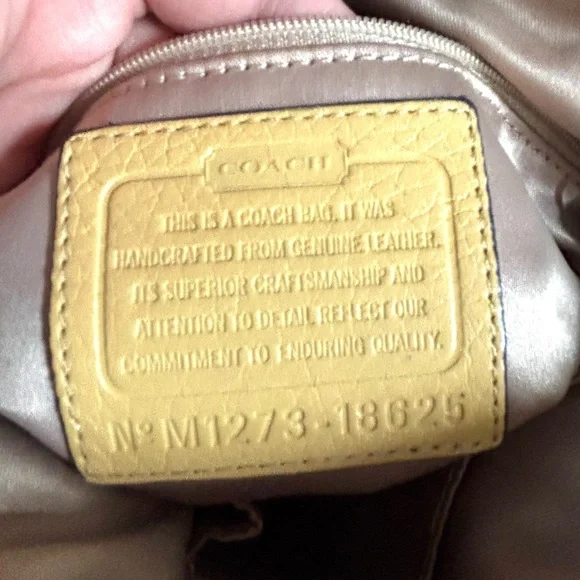 COACH
THIS IS A COACH BAG. IT WAS
HANDCRAFTED FROM GENUINE LEATHER.
ITS SUPERIOR CRAFTSMANSHIP AND
ATTENTION TO DETAIL REFLECT OUR
COMMITMENT TO ENDURING QUALITY.
Nº M1273-18625